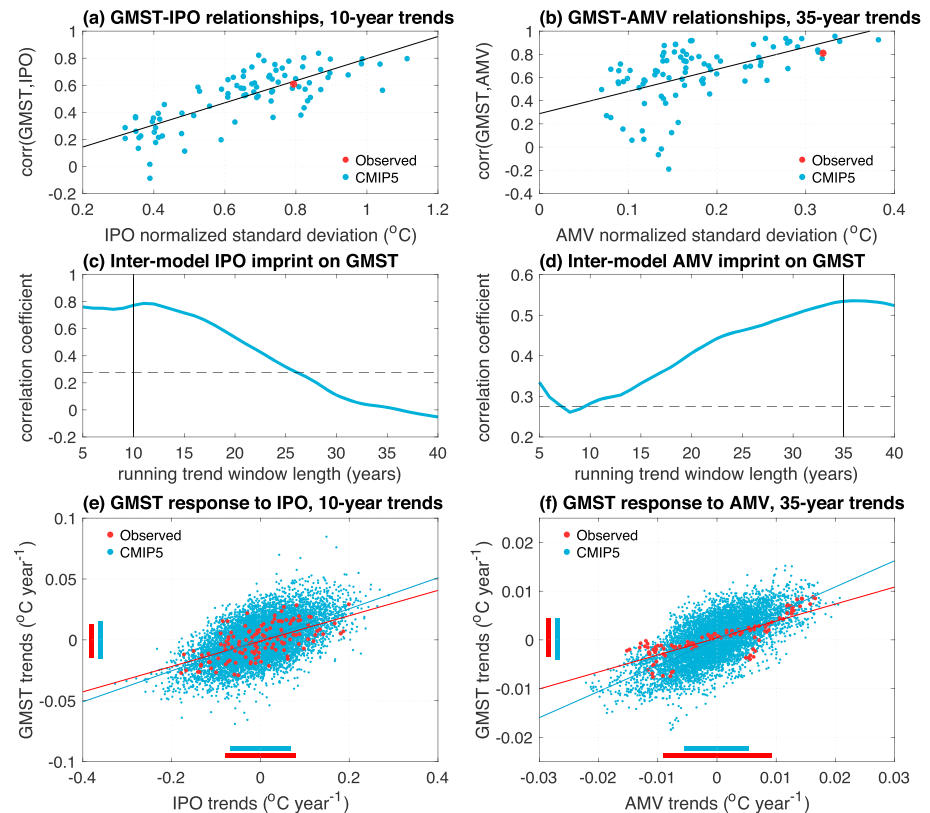 (a) GMST-IPO relationships, 10-year trends
corr(GMST,IPO)
1
0.8
0.6
0.4
0.2
0
-0.2
0.2 0.4 0.6 0.8 1 1.2
Observed
CMIP5
IPO normalized standard deviation (°C)
(b) GMST-AMV relationships, 35-year trends
corr(GMST,AMV)
1
0.8
0.6
0.4
0.2
0
-0.2
-0.4
0 0.1 0.2 0.3 0.4
Observed
CMIP5
AMV normalized standard deviation (°C)
(c) Inter-model IPO imprint on GMST
correlation coefficient
1
0.8
0.6
0.4
0.2
0
-0.2
5 10 15 20 25 30 35 40
running trend window length (years)
(d) Inter-model AMV imprint on GMST
correlation coefficient
0.6
0.5
0.4
0.3
0.2
5 10 15 20 25 30 35 40
running trend window length (years)
(e) GMST response to IPO, 10-year trends
GMST trends (°C year⁻¹)
0.1
0.05
0
-0.05
-0.1
Observed
CMIP5
-0.4 -0.2 0 0.2 0.4
IPO trends (°C year⁻¹)
(f) GMST response to AMV, 35-year trends
GMST trends (°C year⁻¹)
0.02
0.01
0
-0.01
-0.02
Observed
CMIP5
-0.03 -0.02 -0.01 0 0.01 0.02 0.03
AMV trends (°C year⁻¹)